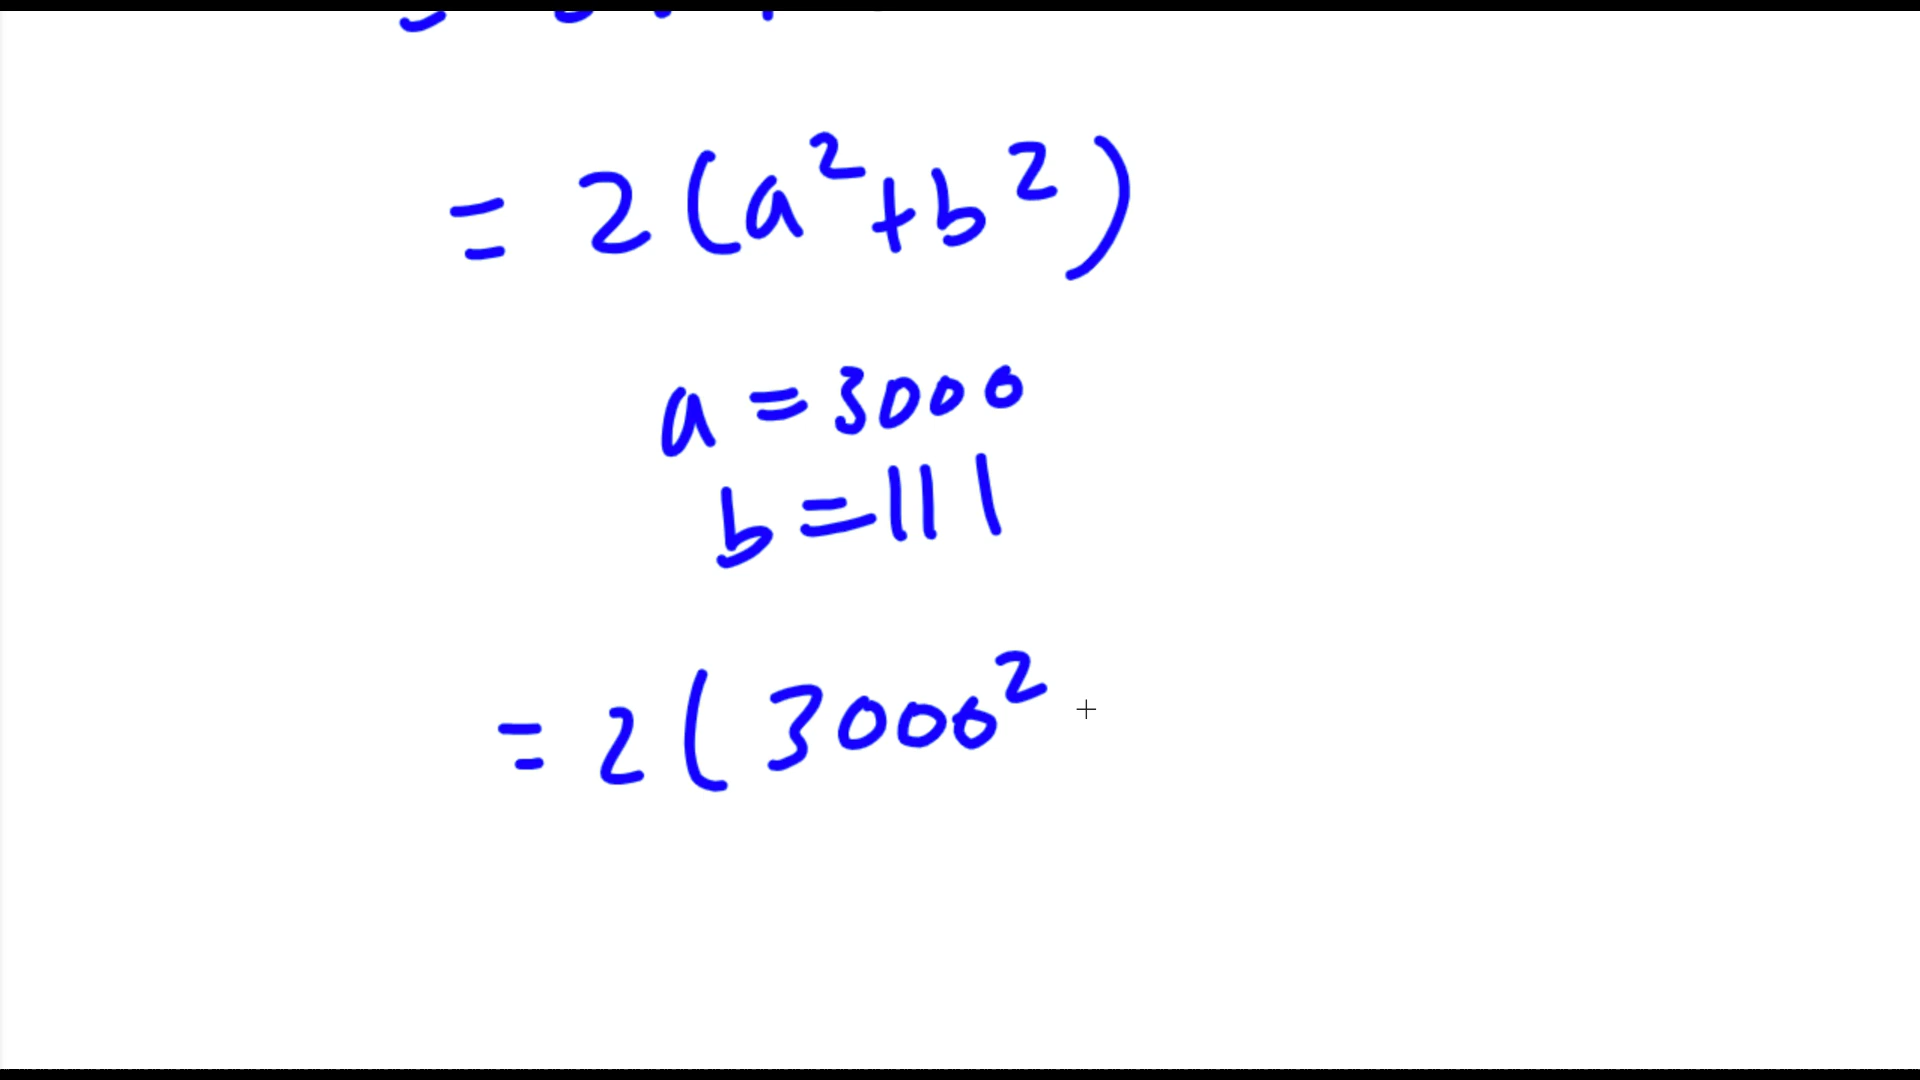 = 2 (a²+b²)
a = 3000
b = 111
= 2 ( 3000²